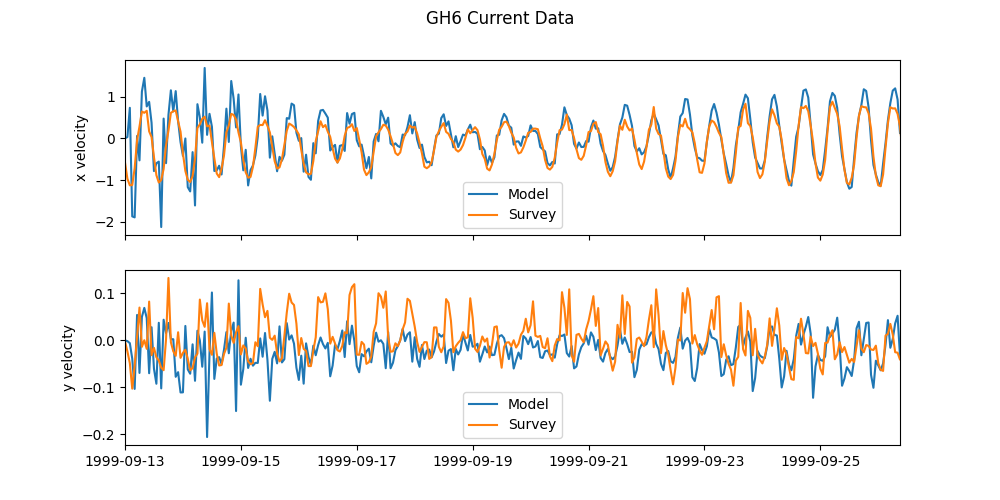 GH6 Current Data
x velocity
1
0
−1
−2
Model
Survey
y velocity
0.1
0.0
−0.1
−0.2
Model
Survey
1999-09-13 1999-09-15 1999-09-17 1999-09-19 1999-09-21 1999-09-23 1999-09-25